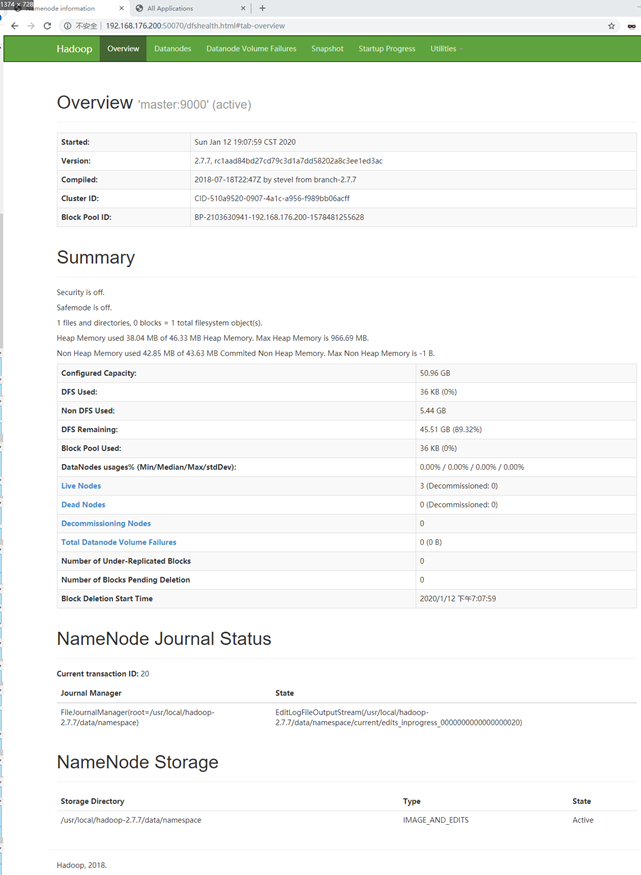 1374 × 728
Namenode information
All Applications
不安全 192.168.176.200:50070/dfshealth.html#tab-overview
Hadoop Overview Datanodes Datanode Volume Failures Snapshot Startup Progress Utilities
Overview 'master:9000' (active)
Started: Sun Jan 12 19:07:59 CST 2020
Version: 2.7.7, rc1aad84bd27cd79c3d1a7dd58202a8c3ee1ed3ac
Compiled: 2018-07-18T22:47Z by stevel from branch-2.7.7
Cluster ID: CID-510a9520-0907-4a1c-a956-f989bb06acff
Block Pool ID: BP-2103630941-192.168.176.200-1578481255628
Summary
Security is off.
Safemode is off.
1 files and directories, 0 blocks = 1 total filesystem object(s).
Heap Memory used 38.04 MB of 46.33 MB Heap Memory. Max Heap Memory is 966.69 MB.
Non Heap Memory used 42.85 MB of 43.63 MB Commited Non Heap Memory. Max Non Heap Memory is -1 B.
Configured Capacity: 50.96 GB
DFS Used: 36 KB (0%)
Non DFS Used: 5.44 GB
DFS Remaining: 45.51 GB (89.32%)
Block Pool Used: 36 KB (0%)
DataNodes usages% (Min/Median/Max/stdDev): 0.00% / 0.00% / 0.00% / 0.00%
Live Nodes 3 (Decommissioned: 0)
Dead Nodes 0 (Decommissioned: 0)
Decommissioning Nodes 0
Total Datanode Volume Failures 0 (0 B)
Number of Under-Replicated Blocks 0
Number of Blocks Pending Deletion 0
Block Deletion Start Time 2020/1/12 下午7:07:59
NameNode Journal Status
Current transaction ID: 20
Journal Manager State
FileJournalManager(root=/usr/local/hadoop- EditLogFileOutputStream(/usr/local/hadoop-
2.7.7/data/namespace) 2.7.7/data/namespace/current/edits_inprogress_0000000000000000020)
NameNode Storage
Storage Directory Type State
/usr/local/hadoop-2.7.7/data/namespace IMAGE_AND_EDITS Active
Hadoop, 2018.